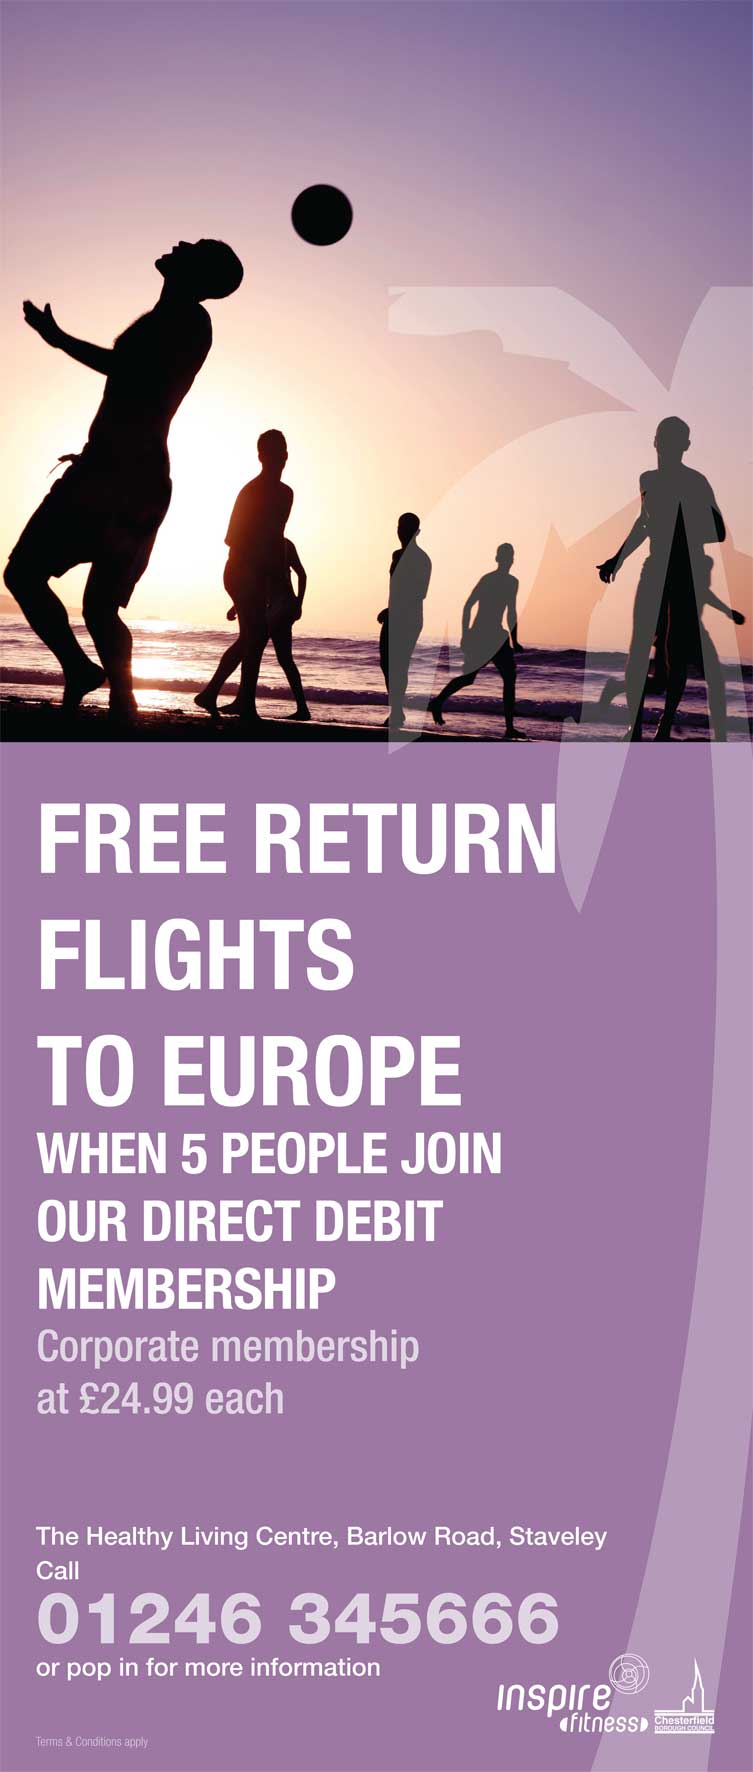 FREE RETURN
FLIGHTS
TO EUROPE
WHEN 5 PEOPLE JOIN
OUR DIRECT DEBIT
MEMBERSHIP
Corporate membership
at £24.99 each
The Healthy Living Centre, Barlow Road, Staveley
Call
01246 345666
or pop in for more information
inspire
fitness
Chesterfield
BOROUGH COUNCIL
Terms & Conditions apply